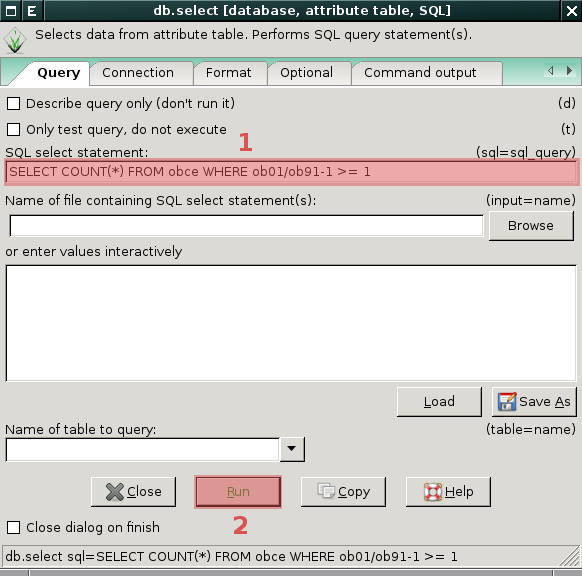 E db.select [database, attribute table, SQL]
Selects data from attribute table. Performs SQL query statement(s).
Query Connection Format Optional Command output
Describe query only (don't run it) (d)
Only test query, do not execute (t)
1
SQL select statement: (sql=sql_query)
SELECT COUNT(*) FROM obce WHERE ob01/ob91-1 >= 1
Name of file containing SQL select statement(s): (input=name)
Browse
or enter values interactively
Load Save As
Name of table to query: (table=name)
Close Run Copy Help
2
Close dialog on finish
db.select sql=SELECT COUNT(*) FROM obce WHERE ob01/ob91-1 >= 1